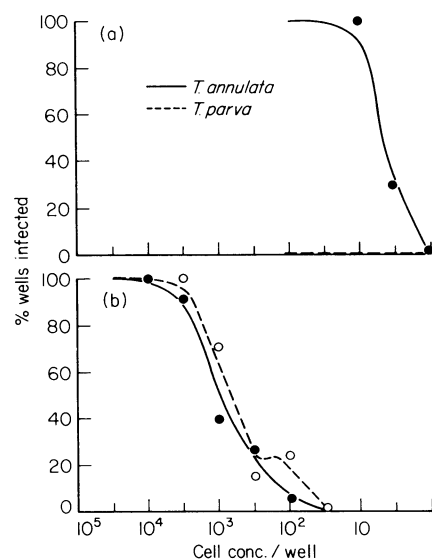 100
(a)
80
T. annulata
T. parva
60
40
20
0
% wells infected
100
(b)
80
60
40
20
0
10⁵
10⁴
10³
10²
10
Cell conc. / well